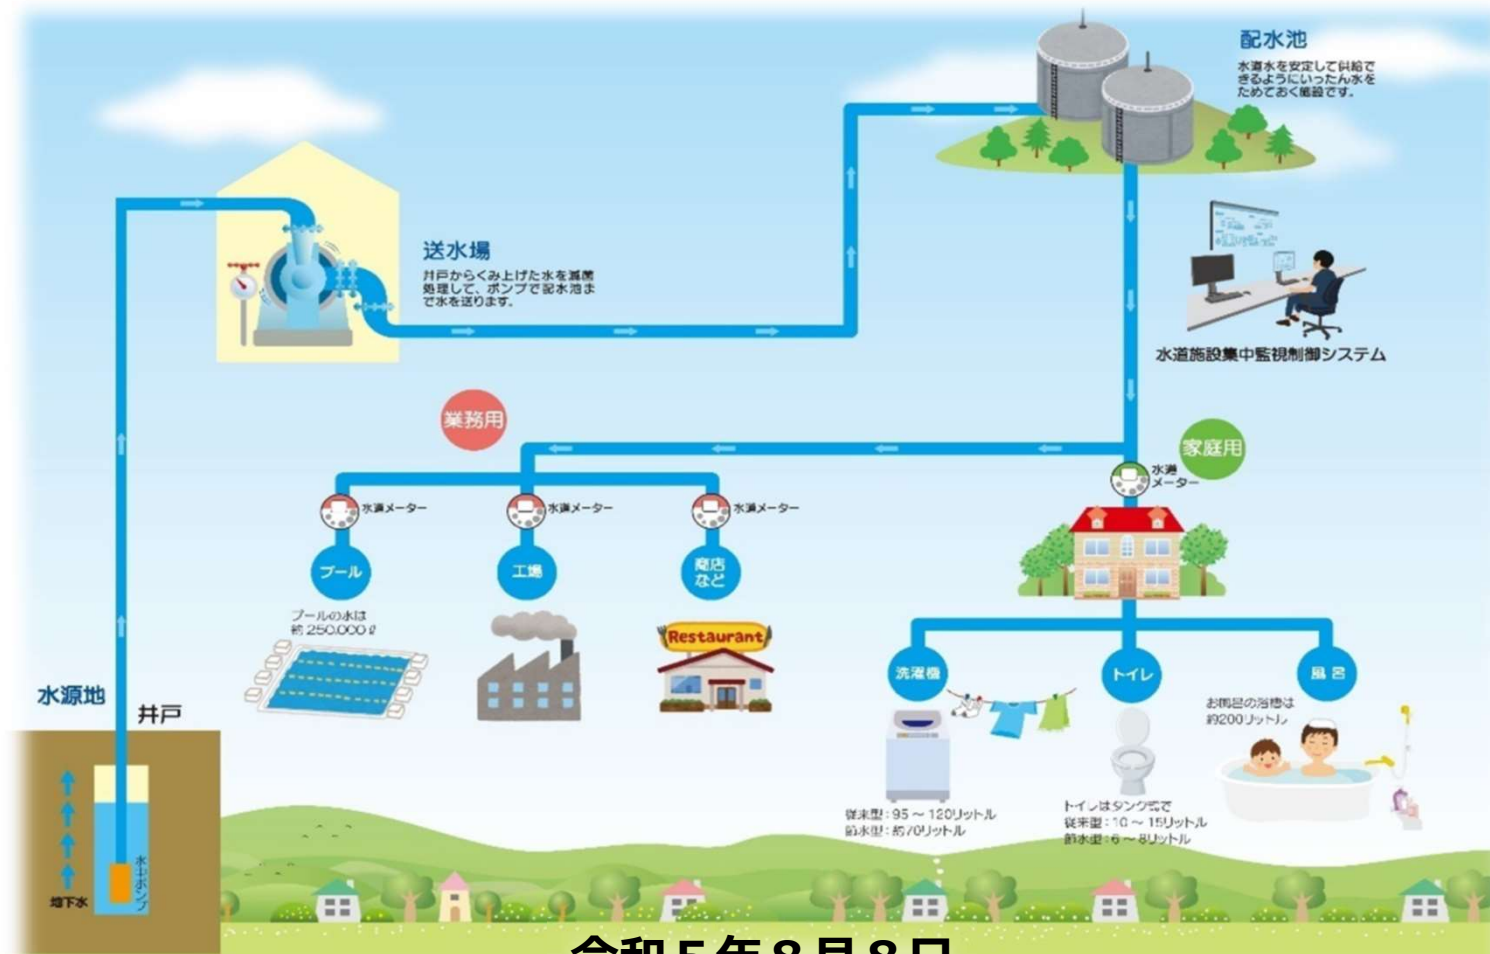 配水池
水道水を安定して供給で
きるようにいったん水を
ためておく施設です。
送水場
井戸からくみ上げた水を滅菌
処理して、ポンプで配水池ま
で水を送ります。
水道施設集中監視制御システム
業務用
家庭用
水道
メーター
水道メーター
水道メーター
水道メーター
プール
工場
商店
など
プールの水は
約250,000ℓ
Restaurant
洗濯機
トイレ
風呂
お風呂の浴槽は
約200リットル
従来型：95～120リットル
節水型：約70リットル
トイレはタンク式で
従来型：10～15リットル
節水型：6～8リットル
水源地
井戸
地下水
水中ポンプ
令和５年８月８日